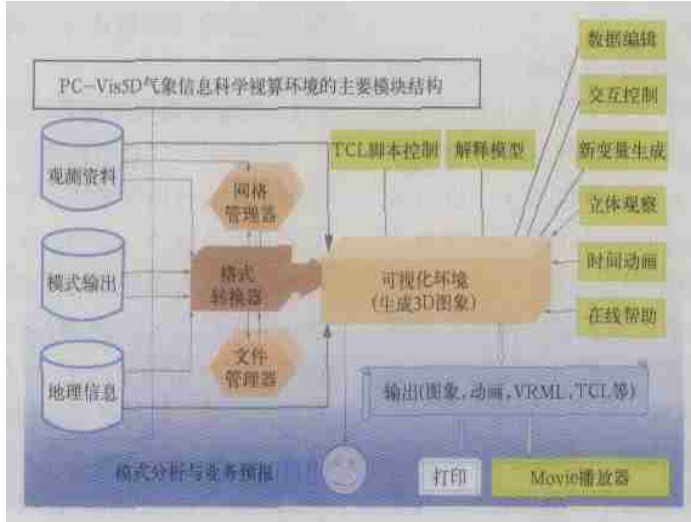 PC-Vis5D气象信息科学视算环境的主要模块结构
数据编辑
交互控制
新变量生成
立体观察
时间动画
在线帮助
TCL脚本控制
解释模型
观测资料
模式输出
地理信息
网格
管理器
格式
转换器
文件
管理器
可视化环境
(生成3D图象)
输出(图象,动画,VRML,TCL等)
模式分析与业务预报
打印
Movie播放器